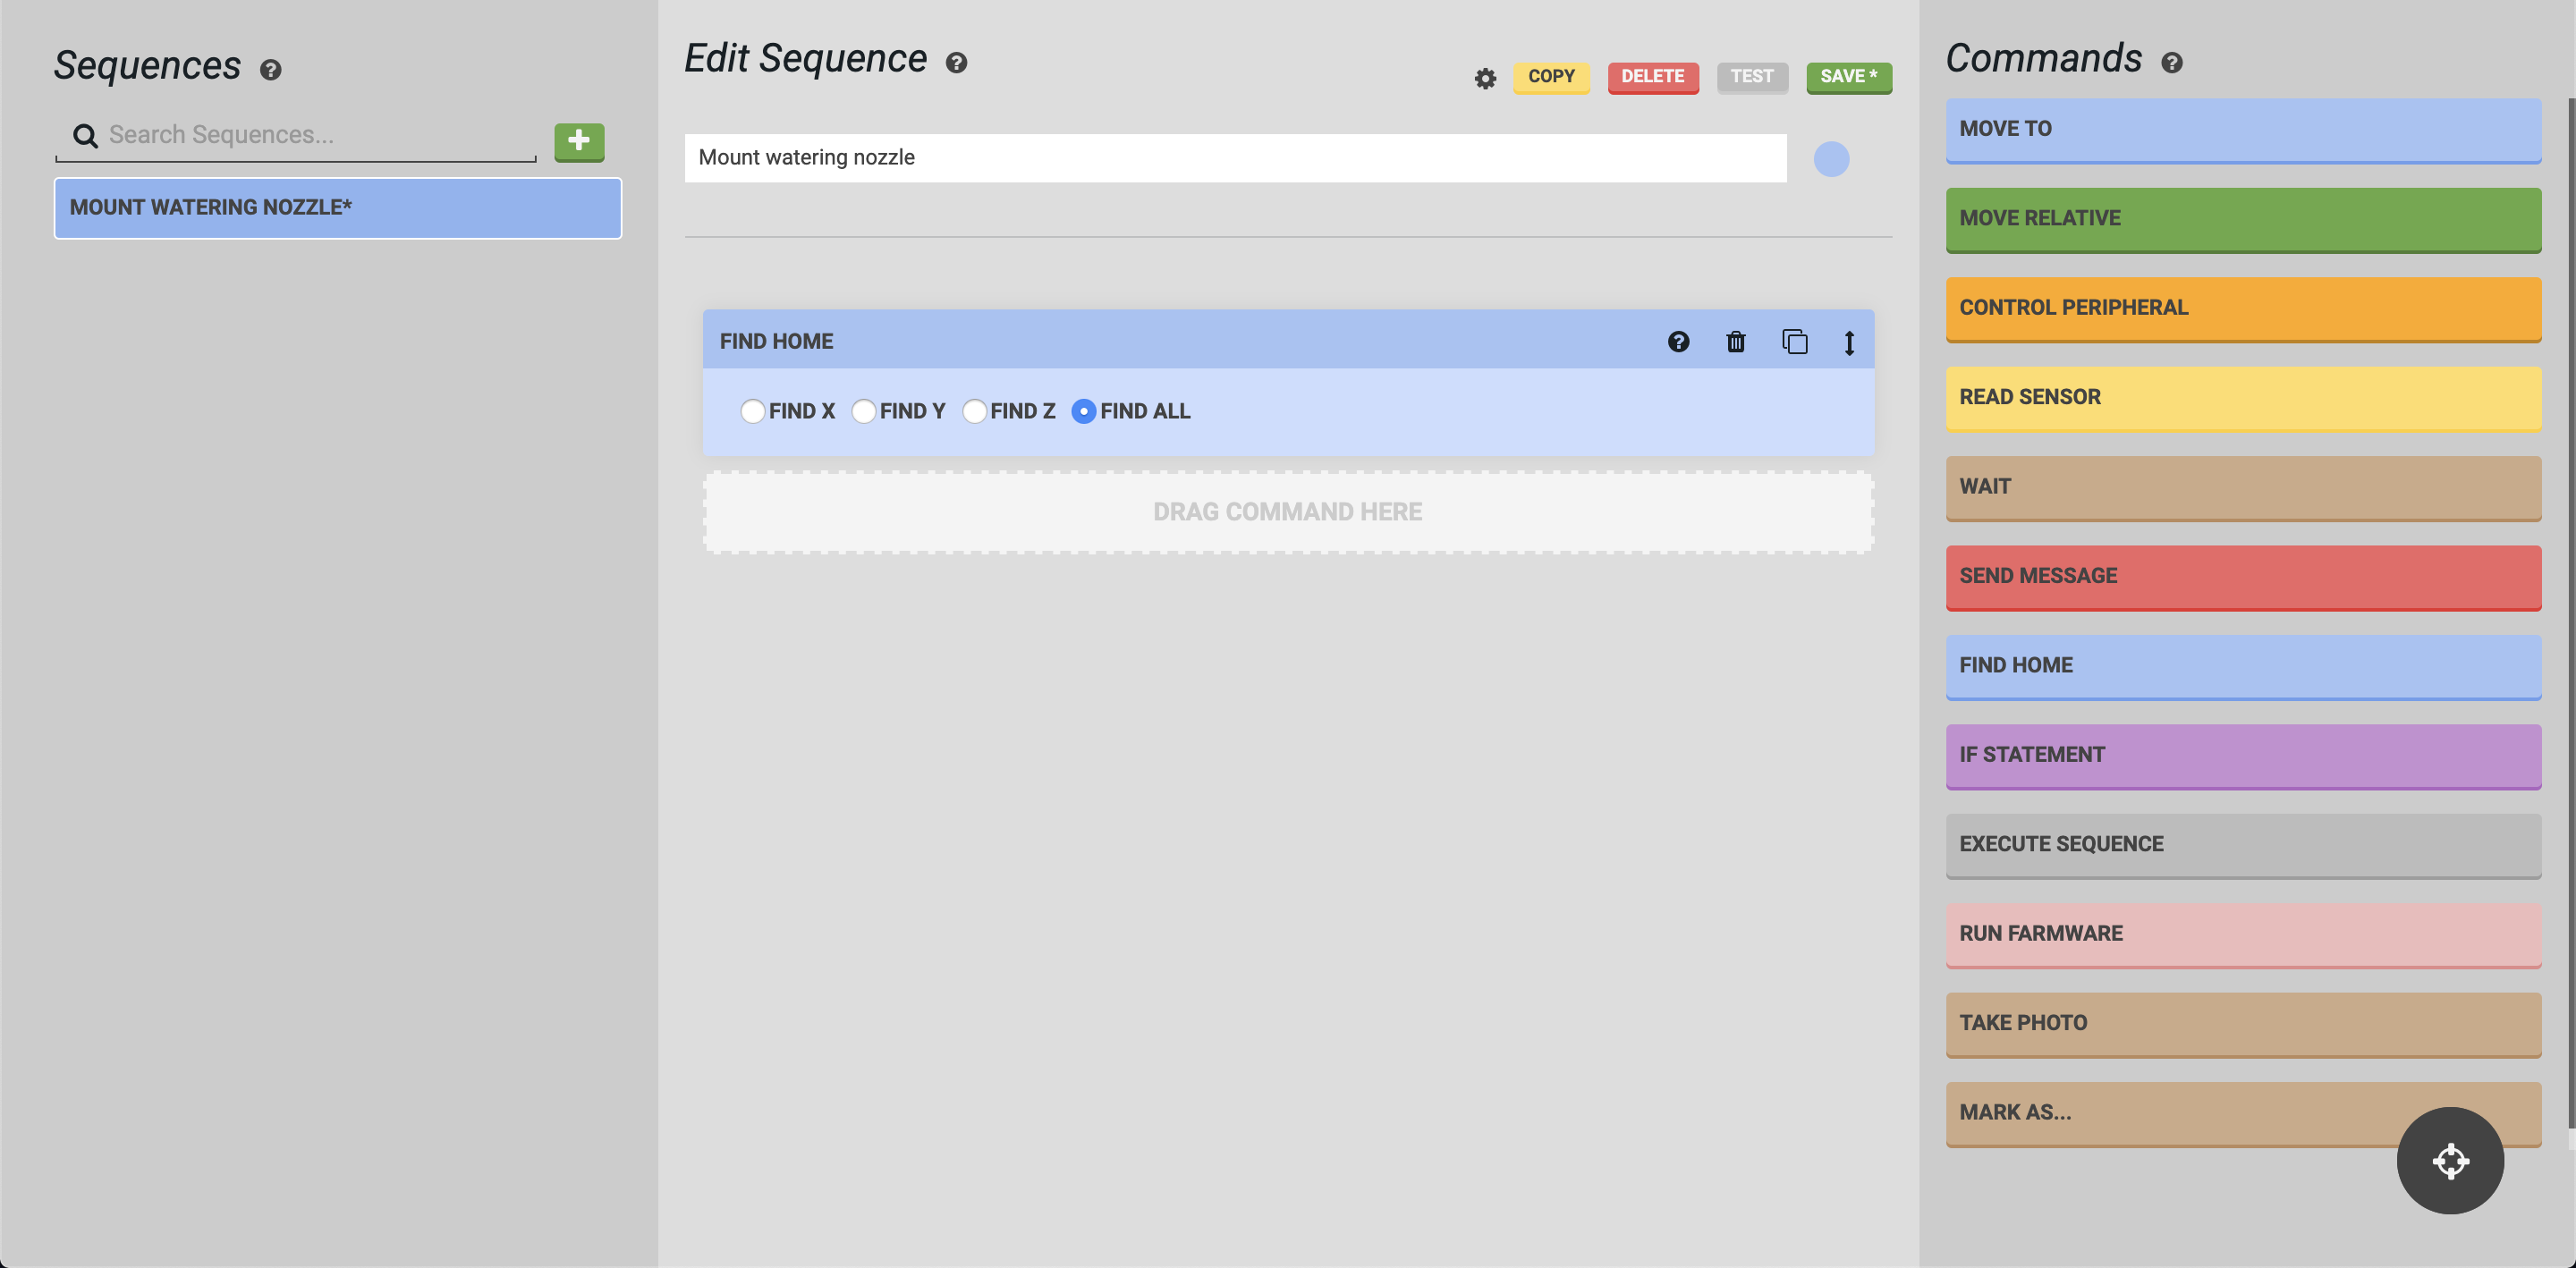 Sequences
Search Sequences...
MOUNT WATERING NOZZLE*
Edit Sequence
COPY
DELETE
TEST
SAVE *
Mount watering nozzle
FIND HOME
FIND X
FIND Y
FIND Z
FIND ALL
DRAG COMMAND HERE
Commands
MOVE TO
MOVE RELATIVE
CONTROL PERIPHERAL
READ SENSOR
WAIT
SEND MESSAGE
FIND HOME
IF STATEMENT
EXECUTE SEQUENCE
RUN FARMWARE
TAKE PHOTO
MARK AS...